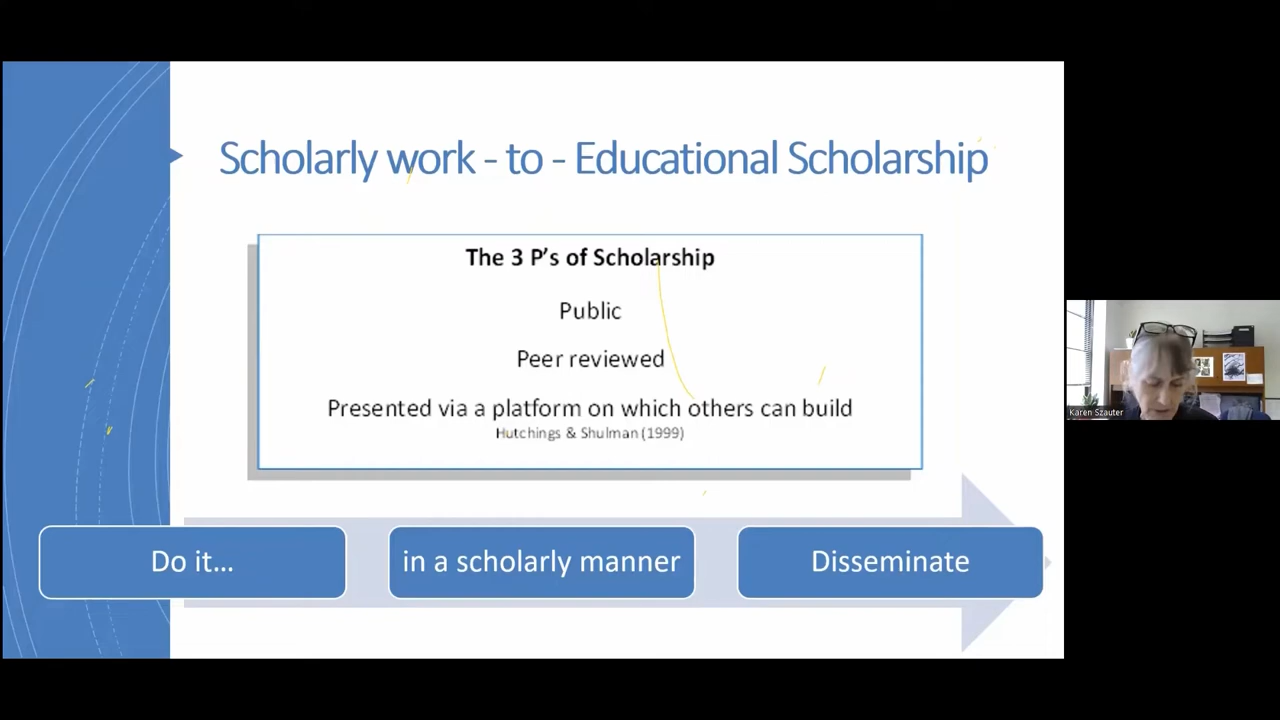 Scholarly work - to - Educational Scholarship
The 3 P's of Scholarship
Public
Peer reviewed
Presented via a platform on which others can build
Hutchings & Shulman (1999)
Do it...
in a scholarly manner
Disseminate
Karen Szauter